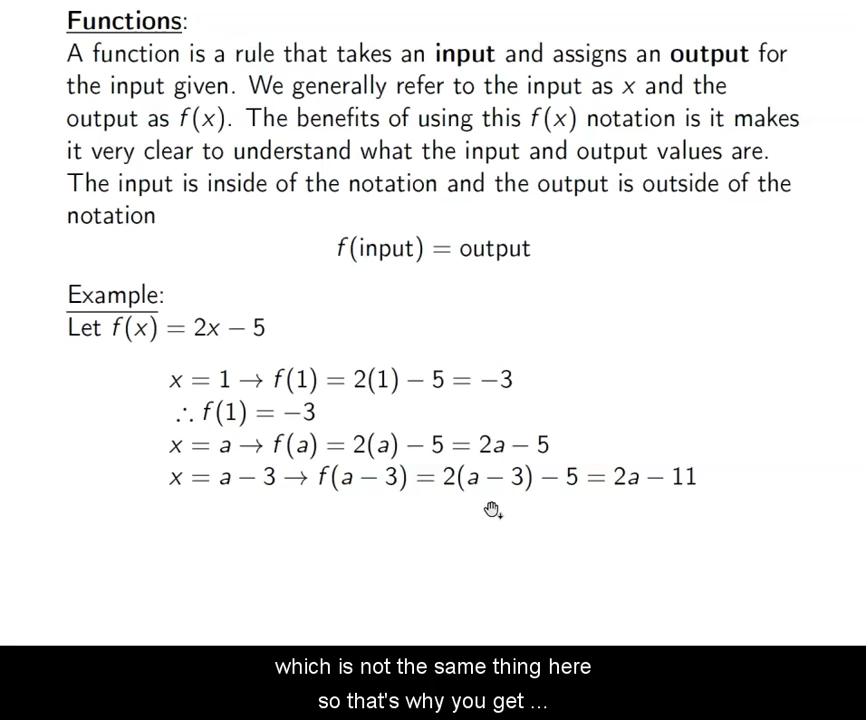 Functions:
A function is a rule that takes an input and assigns an output for
the input given. We generally refer to the input as x and the
output as f(x). The benefits of using this f(x) notation is it makes
it very clear to understand what the input and output values are.
The input is inside of the notation and the output is outside of the
notation
f(input) = output
Example:
Let f(x) = 2x − 5
x = 1 → f(1) = 2(1) − 5 = −3
∴ f(1) = −3
x = a → f(a) = 2(a) − 5 = 2a − 5
x = a − 3 → f(a − 3) = 2(a − 3) − 5 = 2a − 11
which is not the same thing here
so that's why you get ...